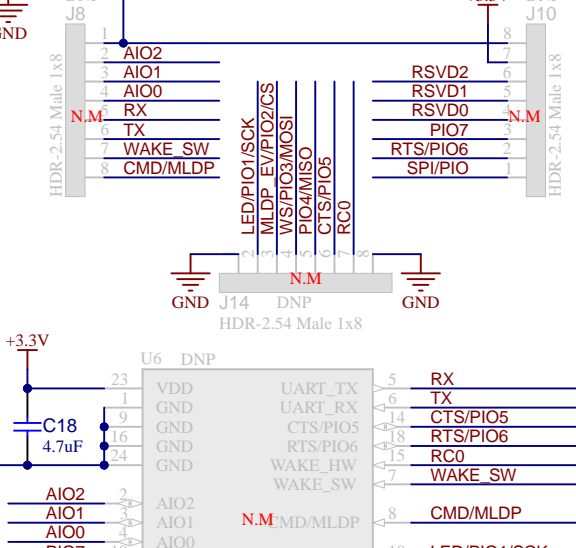 J8
J10
GND
1
8
2
AIO2
7
3
AIO1
RSVD2
6
4
AIO0
RSVD1
5
RX
RSVD0
N.M
N.M
6
TX
PIO7
3
7
WAKE_SW
RTS/PIO6
2
8
CMD/MLDP
SPI/PIO
1
HDR-2.54 Male 1x8
HDR-2.54 Male 1x8
LED/PIO1/SCK
MLDP_EV/PIO2/CS
WS/PIO3/MOSI
PIO4/MISO
CTS/PIO5
RC0
2
3
4
5
6
7
8
N.M
GND
J14
DNP
GND
HDR-2.54 Male 1x8
+3.3V
U6
DNP
23
VDD
UART_TX
5
RX
1
GND
UART_RX
6
TX
9
GND
CTS/PIO5
14
CTS/PIO5
16
GND
RTS/PIO6
18
RTS/PIO6
24
GND
WAKE_HW
15
RC0
WAKE_SW
7
WAKE_SW
C18
4.7uF
AIO2
2
AIO2
AIO1
3
AIO1
N.M
CMD/MLDP
8
CMD/MLDP
AIO0
4
AIO0